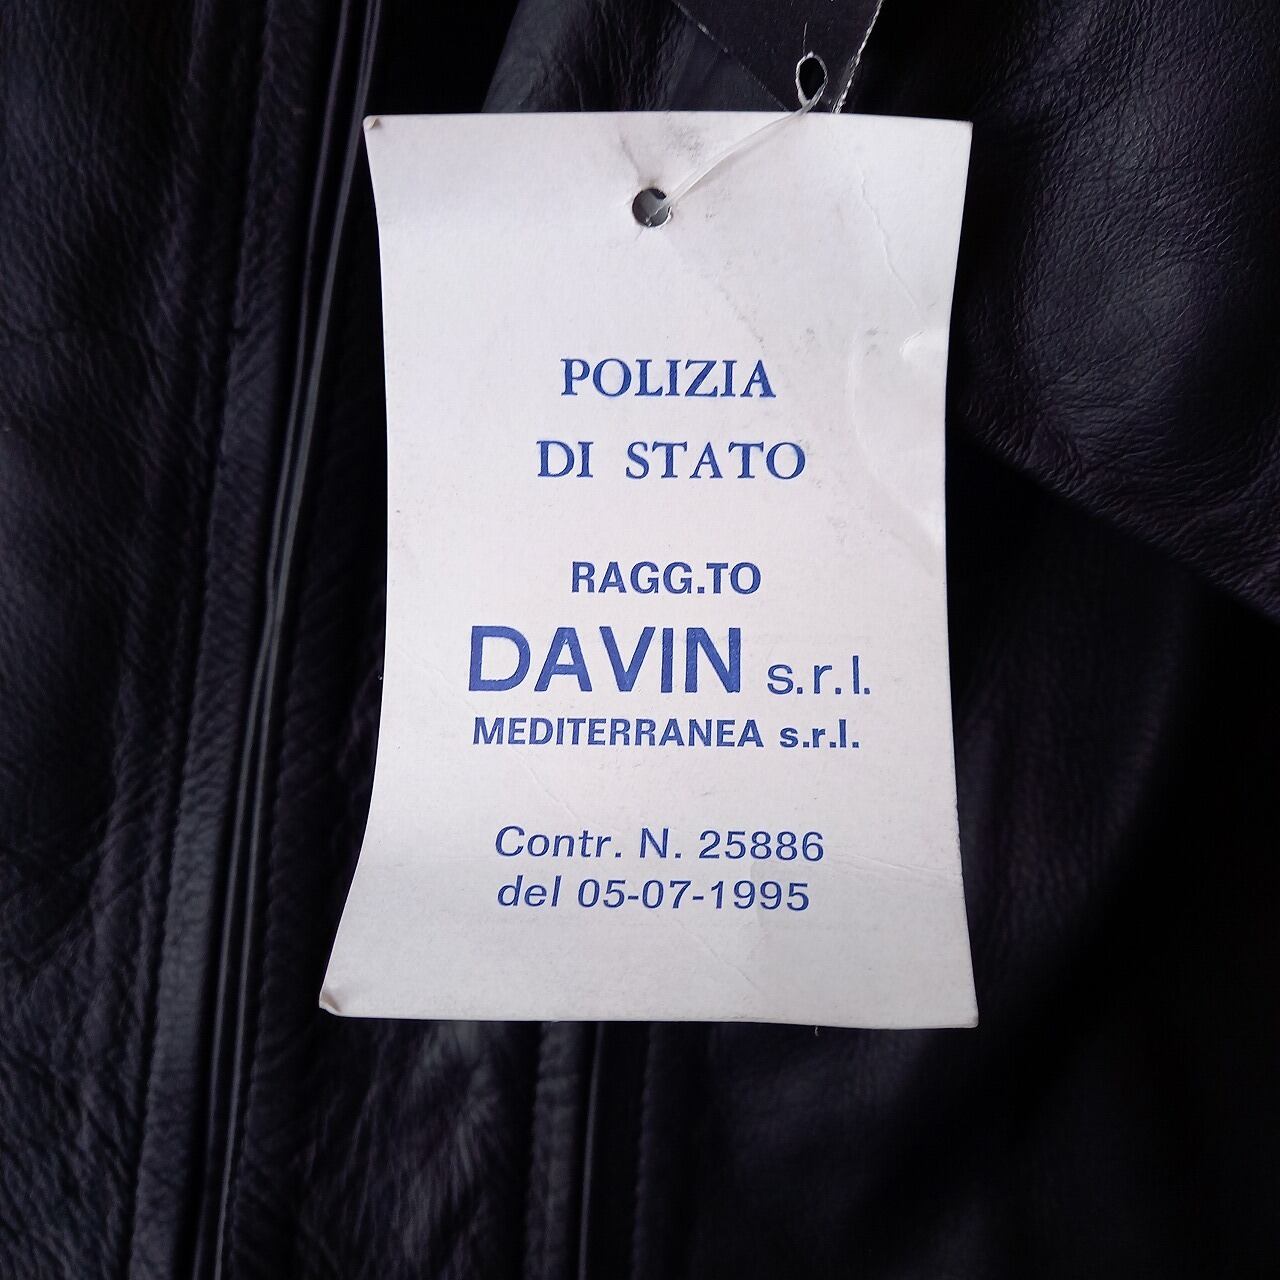 POLIZIA
DI STATO
RAGG.TO
DAVIN s.r.l.
MEDITERRANEA s.r.l.
Contr. N. 25886
del 05-07-1995